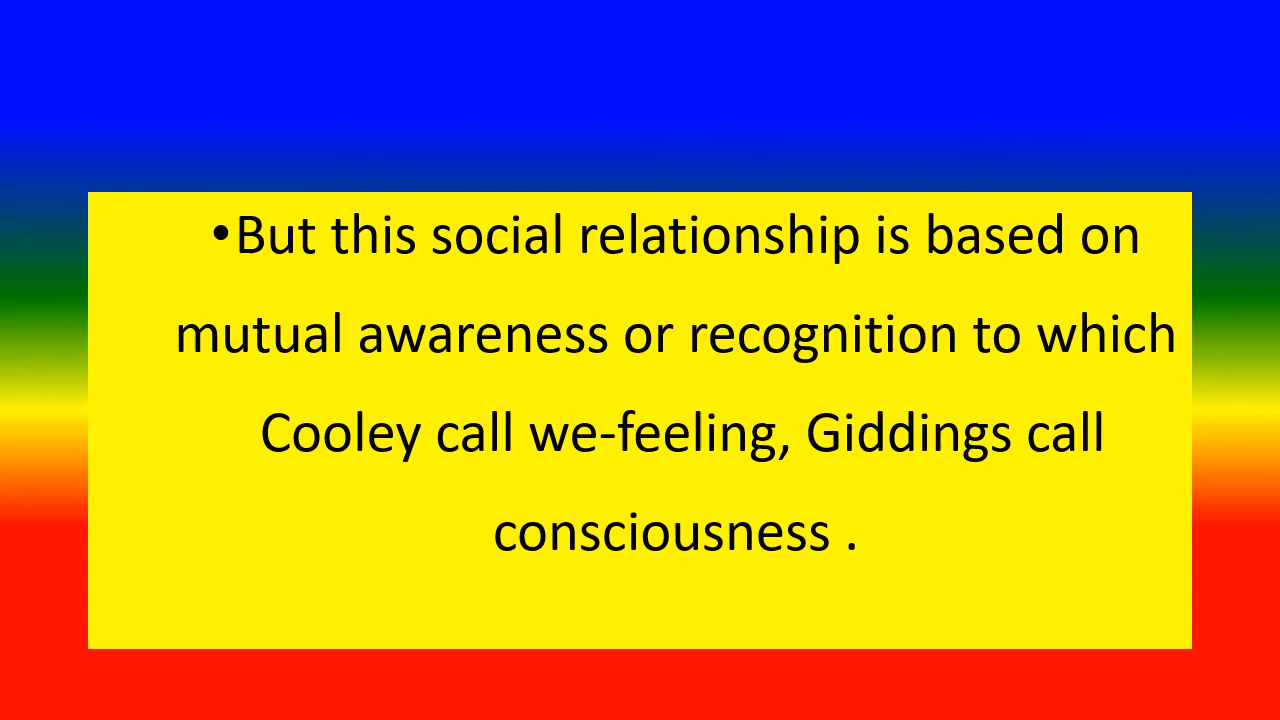 •But this social relationship is based on
mutual awareness or recognition to which
Cooley call we-feeling, Giddings call
consciousness .